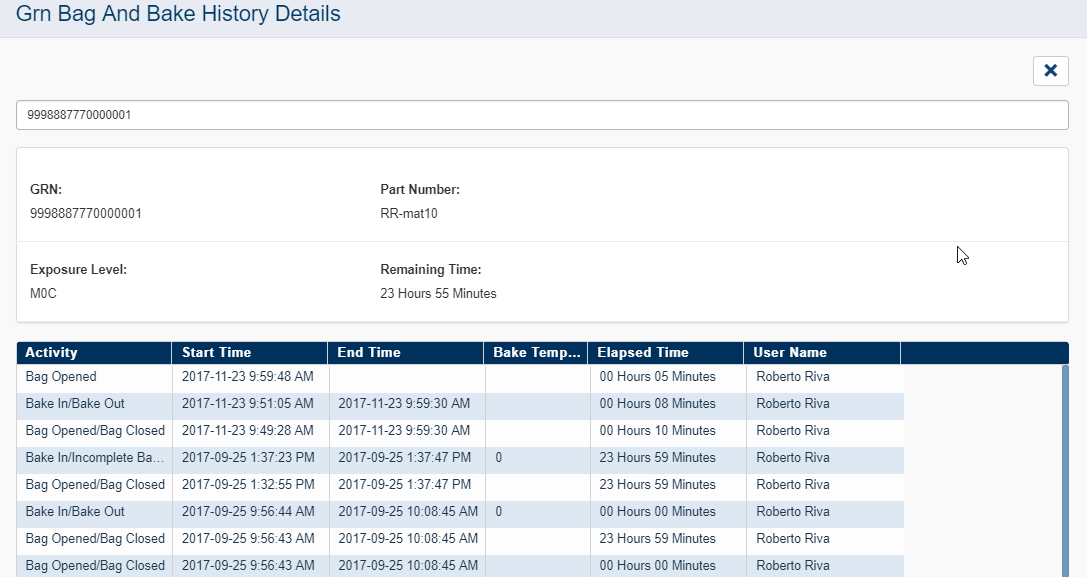 Grn Bag And Bake History Details
9998887770000001
GRN: Part Number:
9998887770000001 RR-mat10
Exposure Level: Remaining Time:
M0C 23 Hours 55 Minutes
Activity Start Time End Time Bake Temp... Elapsed Time User Name
Bag Opened 2017-11-23 9:59:48 AM 00 Hours 05 Minutes Roberto Riva
Bake In/Bake Out 2017-11-23 9:51:05 AM 2017-11-23 9:59:30 AM 00 Hours 08 Minutes Roberto Riva
Bag Opened/Bag Closed 2017-11-23 9:49:28 AM 2017-11-23 9:59:30 AM 00 Hours 10 Minutes Roberto Riva
Bake In/Incomplete Ba... 2017-09-25 1:37:23 PM 2017-09-25 1:37:47 PM 0 23 Hours 59 Minutes Roberto Riva
Bag Opened/Bag Closed 2017-09-25 1:32:55 PM 2017-09-25 1:37:47 PM 23 Hours 59 Minutes Roberto Riva
Bake In/Bake Out 2017-09-25 9:56:44 AM 2017-09-25 10:08:45 AM 0 00 Hours 00 Minutes Roberto Riva
Bag Opened/Bag Closed 2017-09-25 9:56:43 AM 2017-09-25 10:08:45 AM 23 Hours 59 Minutes Roberto Riva
Bag Opened/Bag Closed 2017-09-25 9:56:43 AM 2017-09-25 10:08:45 AM 00 Hours 00 Minutes Roberto Riva